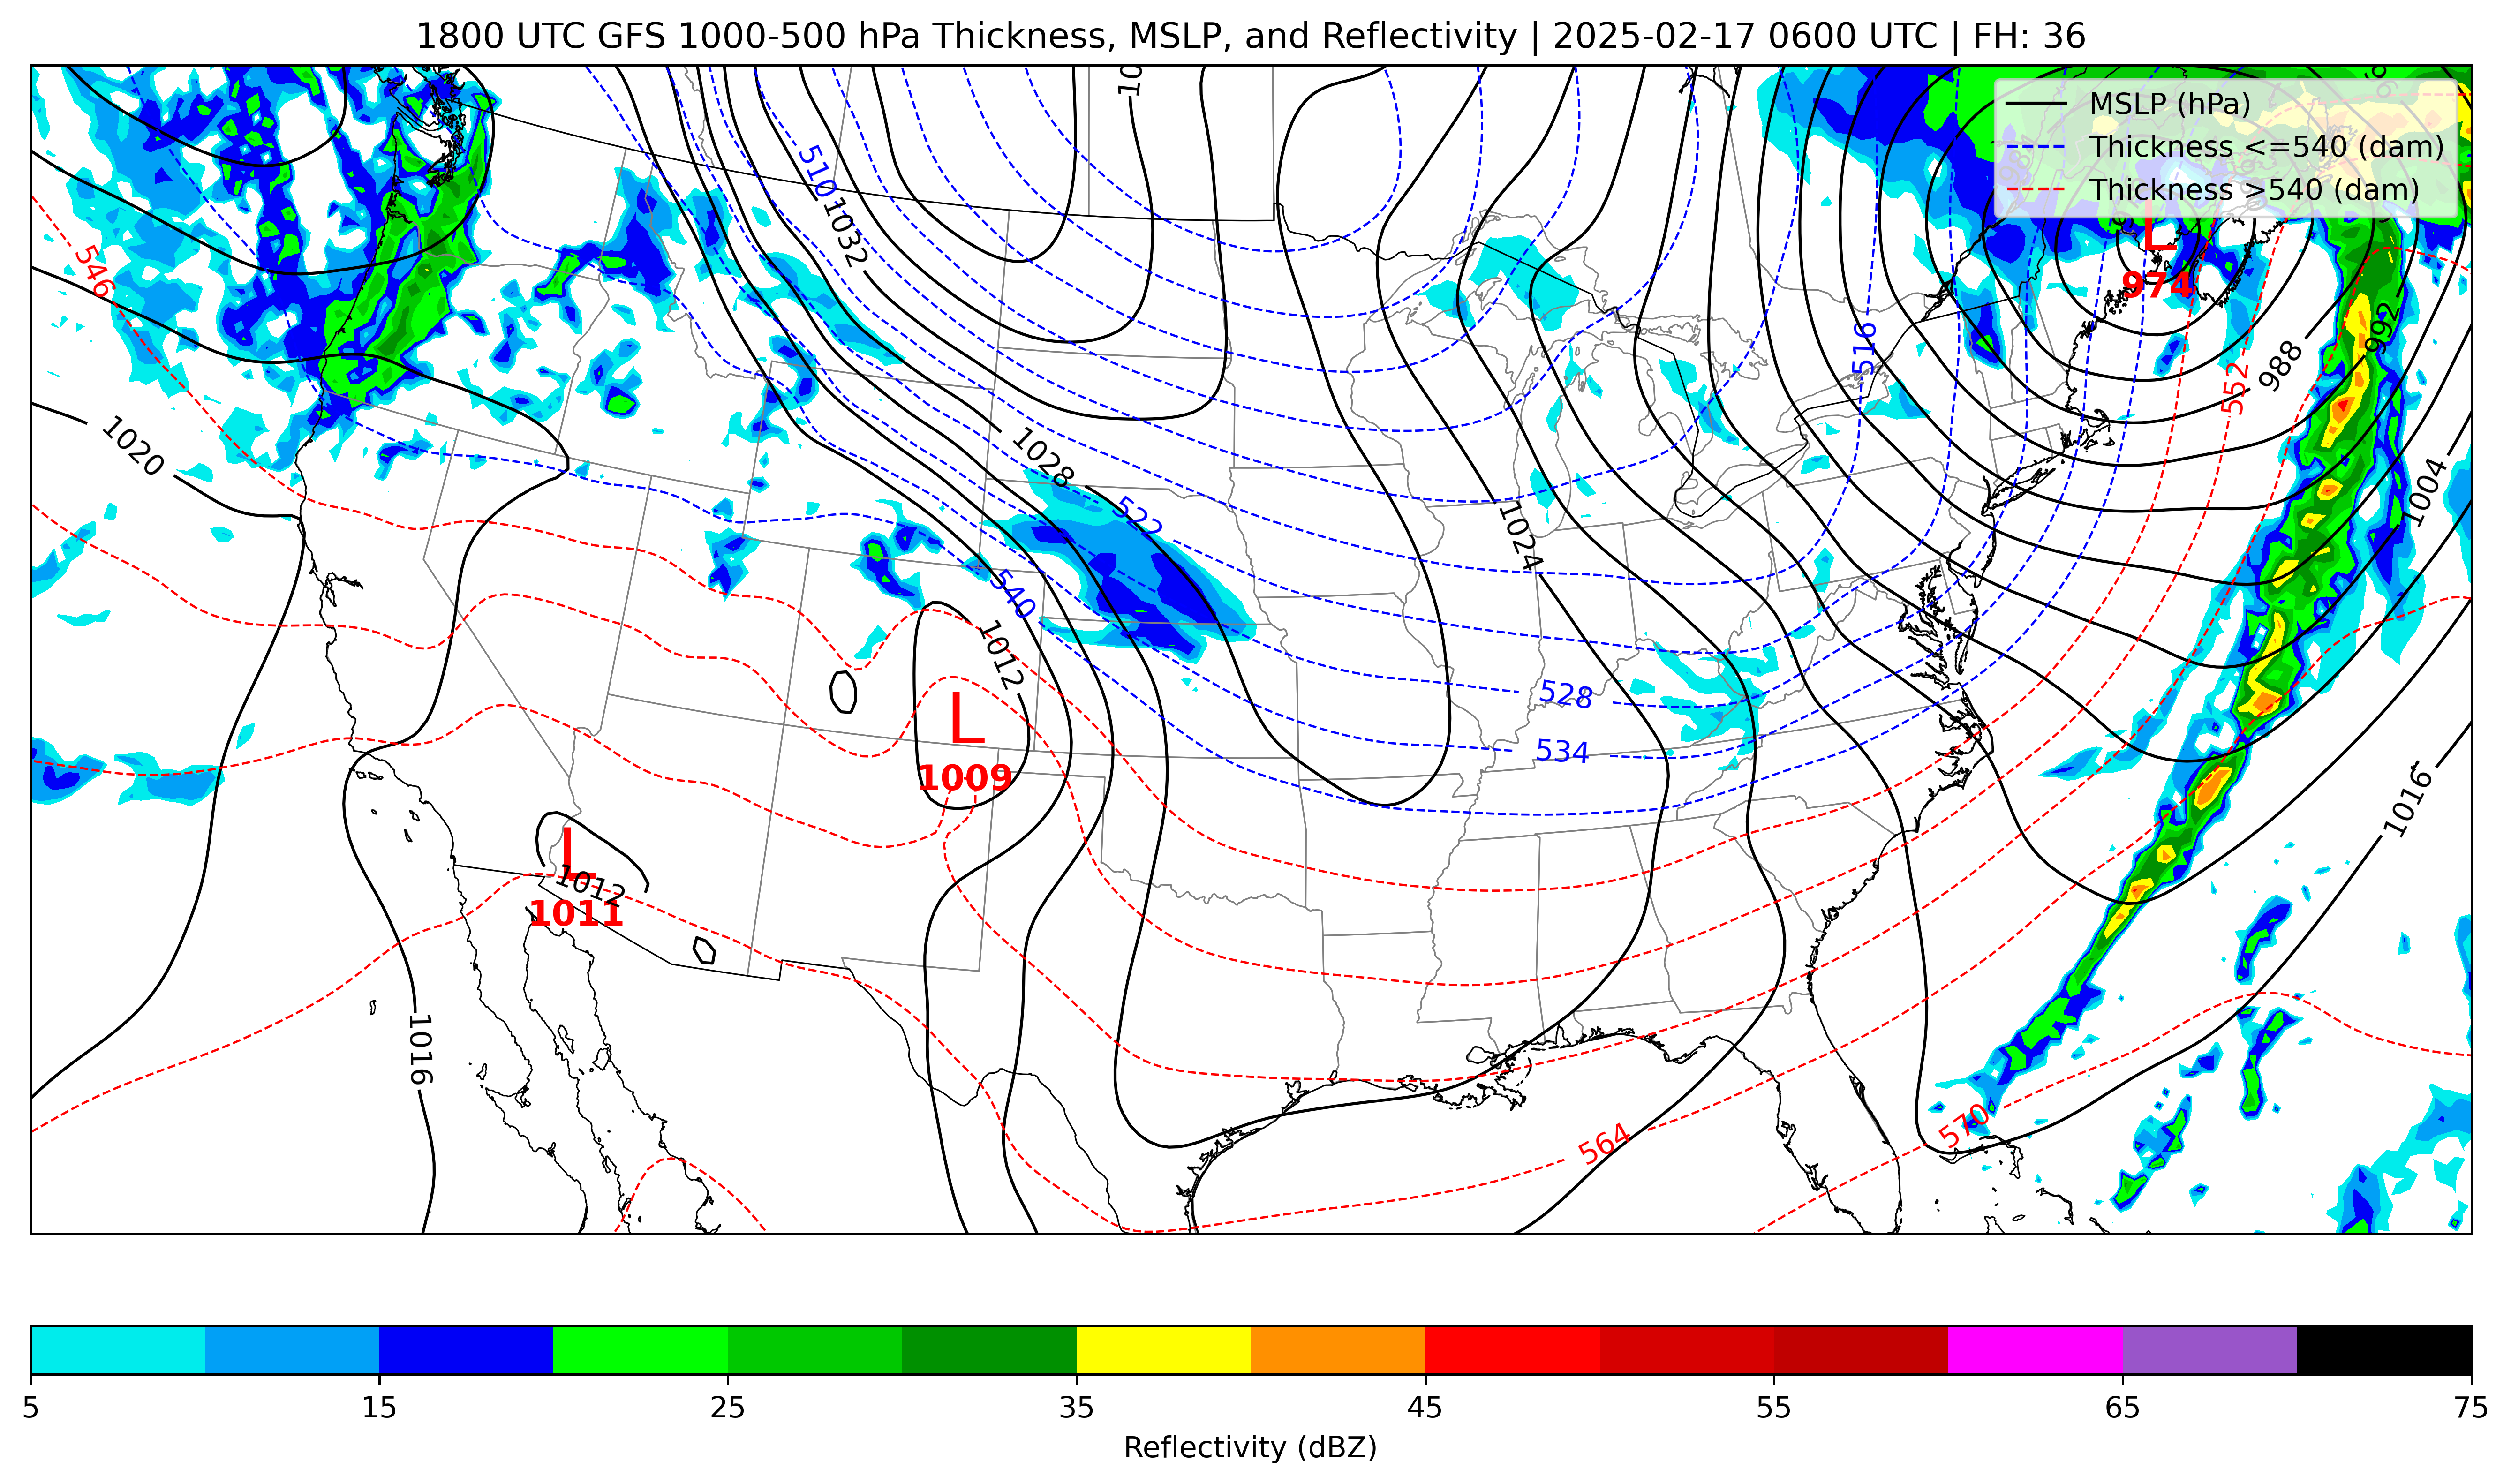 1800 UTC GFS 1000-500 hPa Thickness, MSLP, and Reflectivity | 2025-02-17 0600 UTC | FH: 36
MSLP (hPa)
Thickness <=540 (dam)
Thickness >540 (dam)
510
1032
546
L
974
516
992
988
552
1020
1028
522
1024
1004
540
1012
528
534
L
1009
1016
L
1012
1011
1016
564
570
5 15 25 35 45 55 65 75
Reflectivity (dBZ)